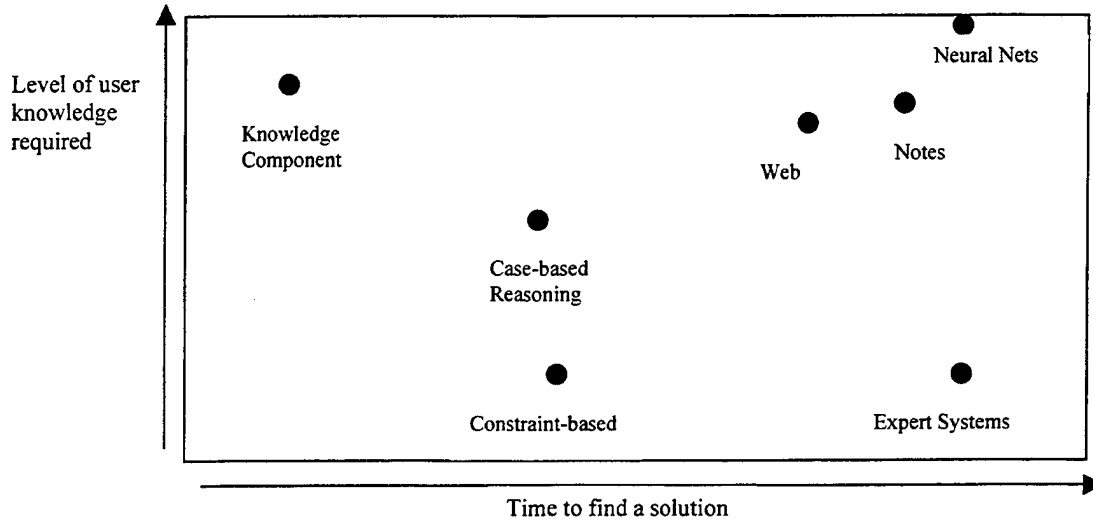 Level of user
knowledge
required
Neural Nets
Knowledge
Component
Notes
Web
Case-based
Reasoning
Constraint-based
Expert Systems
Time to find a solution